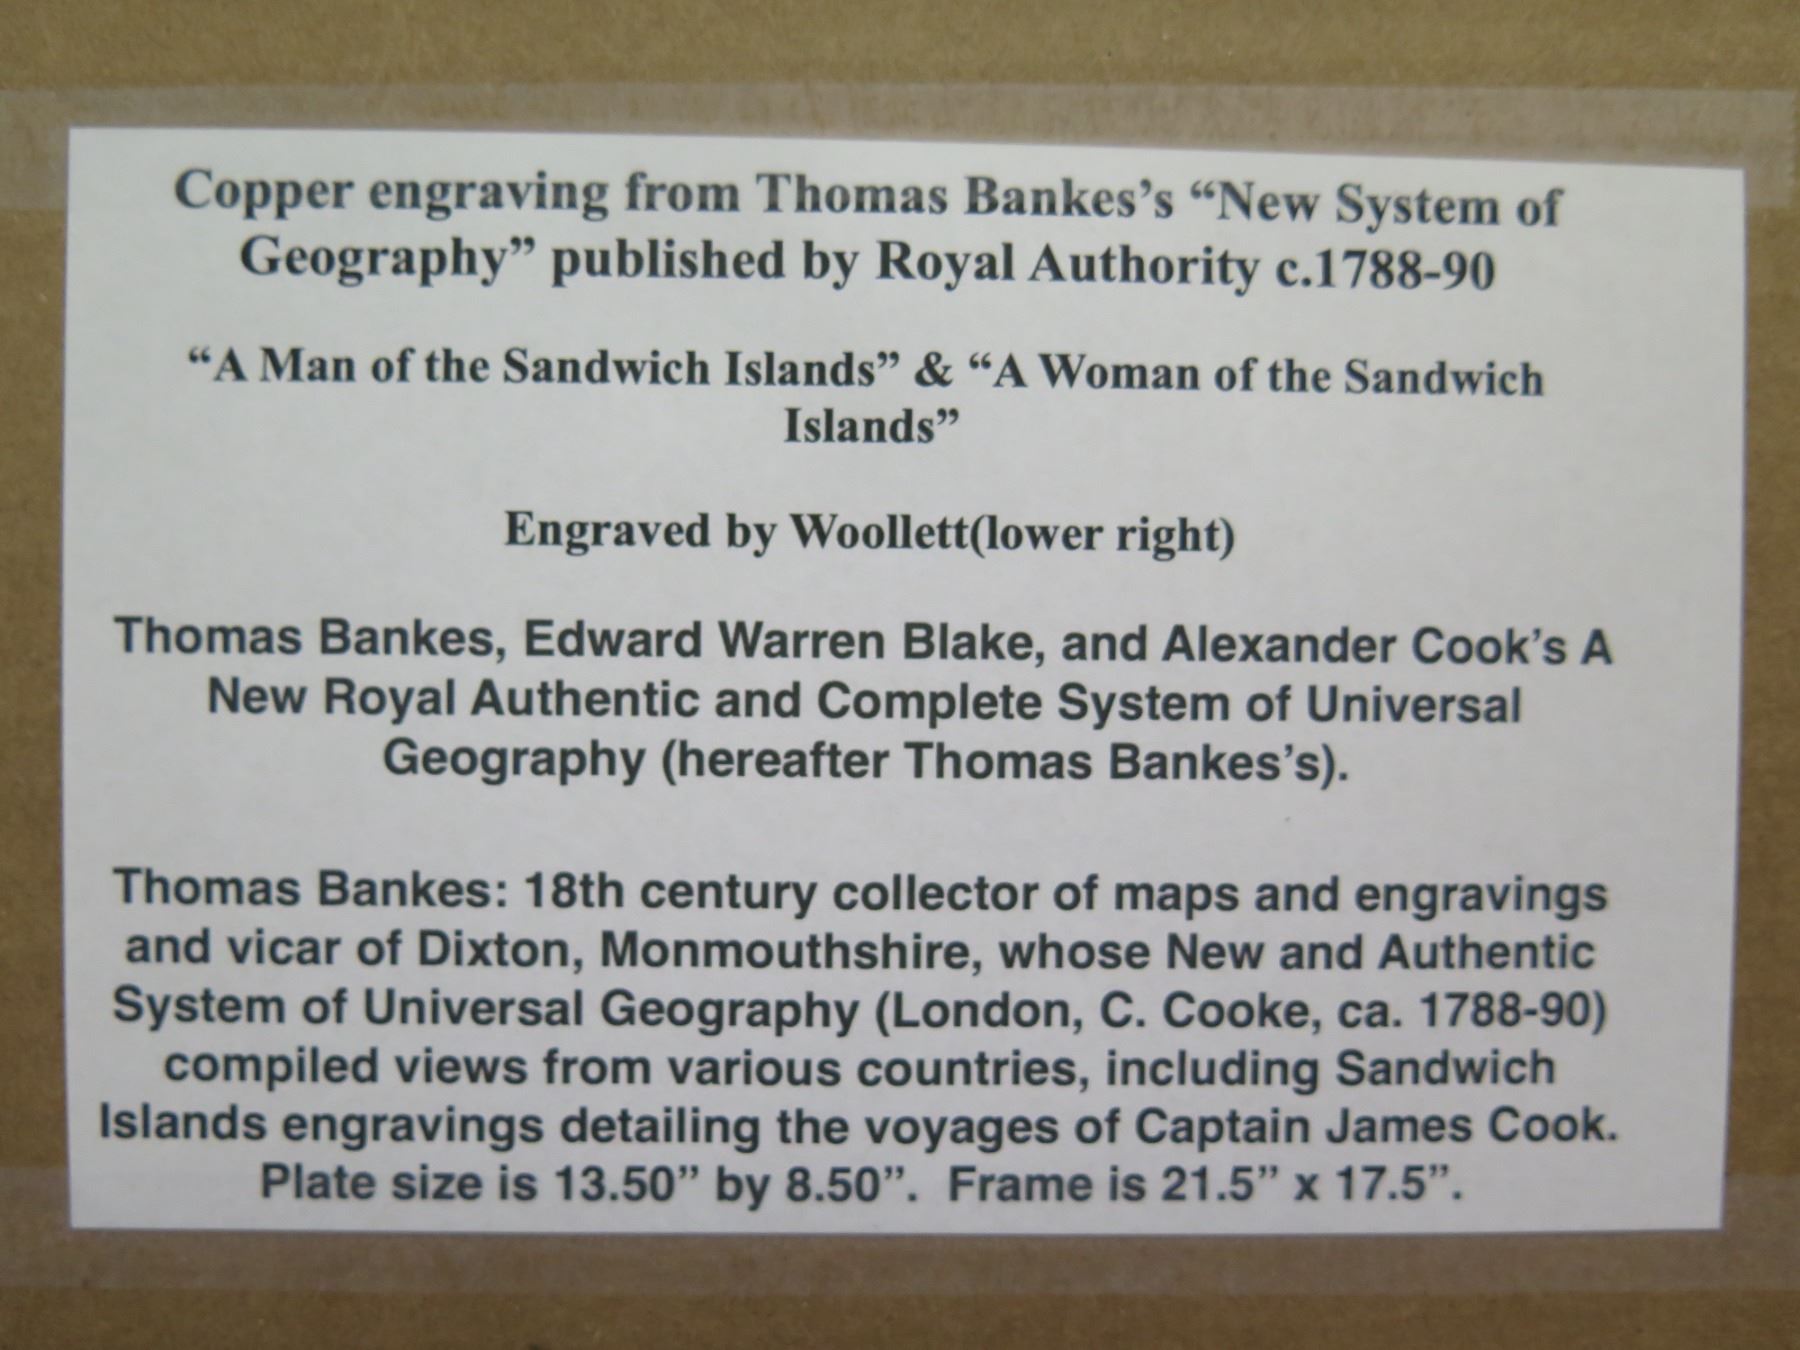 Copper engraving from Thomas Bankes’s “New System of
Geography” published by Royal Authority c.1788-90
“A Man of the Sandwich Islands” & “A Woman of the Sandwich
Islands”
Engraved by Woollett(lower right)
Thomas Bankes, Edward Warren Blake, and Alexander Cook’s A
New Royal Authentic and Complete System of Universal
Geography (hereafter Thomas Bankes’s).
Thomas Bankes: 18th century collector of maps and engravings
and vicar of Dixton, Monmouthshire, whose New and Authentic
System of Universal Geography (London, C. Cooke, ca. 1788-90)
compiled views from various countries, including Sandwich
Islands engravings detailing the voyages of Captain James Cook.
Plate size is 13.50” by 8.50”. Frame is 21.5” x 17.5”.